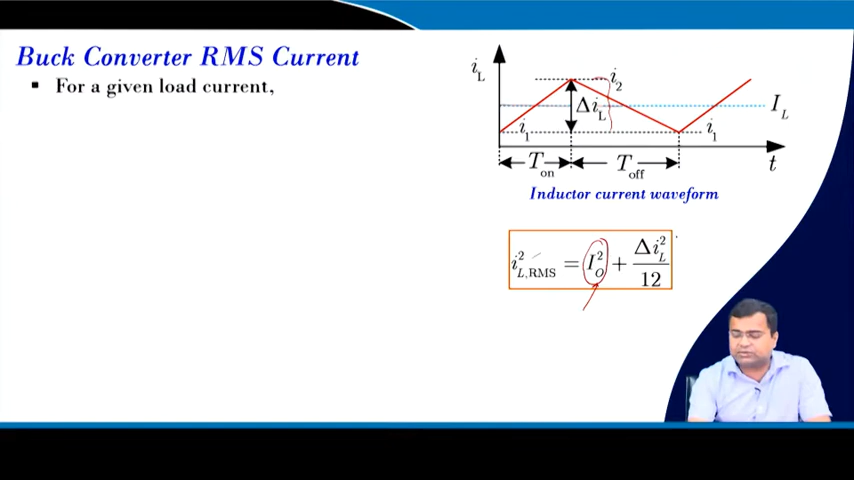 Buck Converter RMS Current
▪ For a given load current,
i_L
i_2
Δi_L
I_L
i_1
i_1
T_on
T_off
t
Inductor current waveform
i²_L,RMS = I²_O + Δi²_L / 12